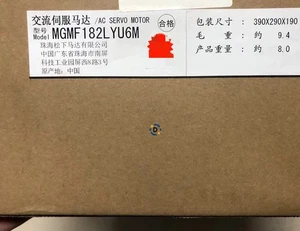 交流伺服马达/AC SERVO MOTOR
型号 Model MGMF182LYU6M
珠海松下马达有限公司
中国广东省珠海市南屏
科技工业园屏西8路3号
原产地：中国
合格
包装尺寸：390X290X190
毛 重：约 9.4
产品重量：约 8.0